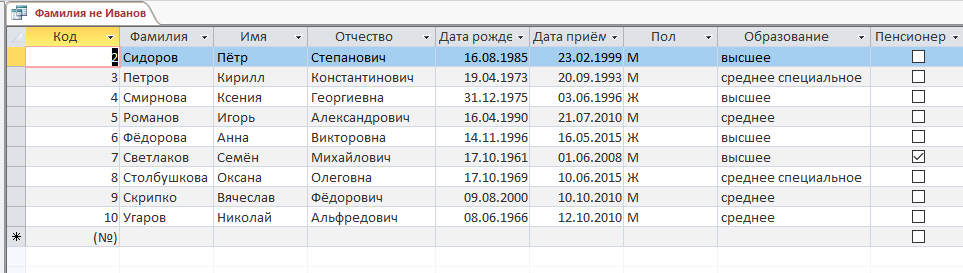 Фамилия не Иванов
Код Фамилия Имя Отчество Дата рожде Дата приём Пол Образование Пенсионер
2 Сидоров Пётр Степанович 16.08.1985 23.02.1999 М высшее
3 Петров Кирилл Константинович 19.04.1973 20.09.1993 М среднее специальное
4 Смирнова Ксения Георгиевна 31.12.1975 03.06.1996 Ж высшее
5 Романов Игорь Александрович 16.04.1990 21.07.2010 М среднее
6 Фёдорова Анна Викторовна 14.11.1996 16.05.2015 Ж высшее
7 Светлаков Семён Михайлович 17.10.1961 01.06.2008 М высшее
8 Столбушкова Оксана Олеговна 17.10.1969 10.06.2015 Ж среднее специальное
9 Скрипко Вячеслав Фёдорович 09.08.2000 10.10.2010 М среднее
10 Угаров Николай Альфредович 08.06.1966 12.10.2010 М среднее
(№)